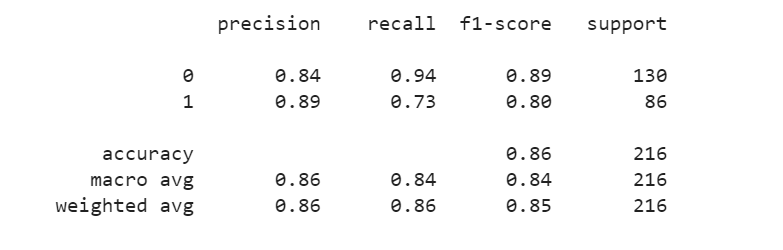 precision recall f1-score support
0 0.84 0.94 0.89 130
1 0.89 0.73 0.80 86
accuracy 0.86 216
macro avg 0.86 0.84 0.84 216
weighted avg 0.86 0.86 0.85 216